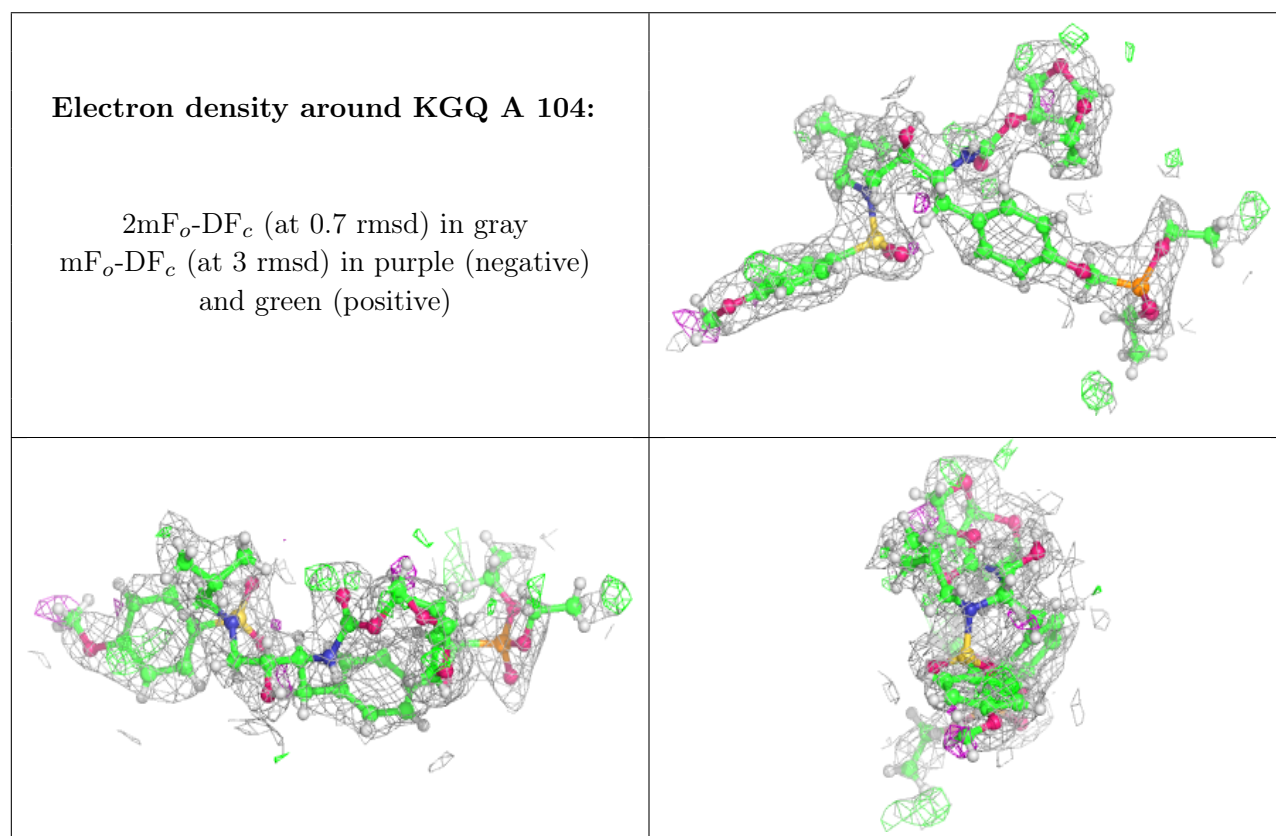 Electron density around KGQ A 104:
2mFo-DFc (at 0.7 rmsd) in gray
mFo-DFc (at 3 rmsd) in purple (negative)
and green (positive)